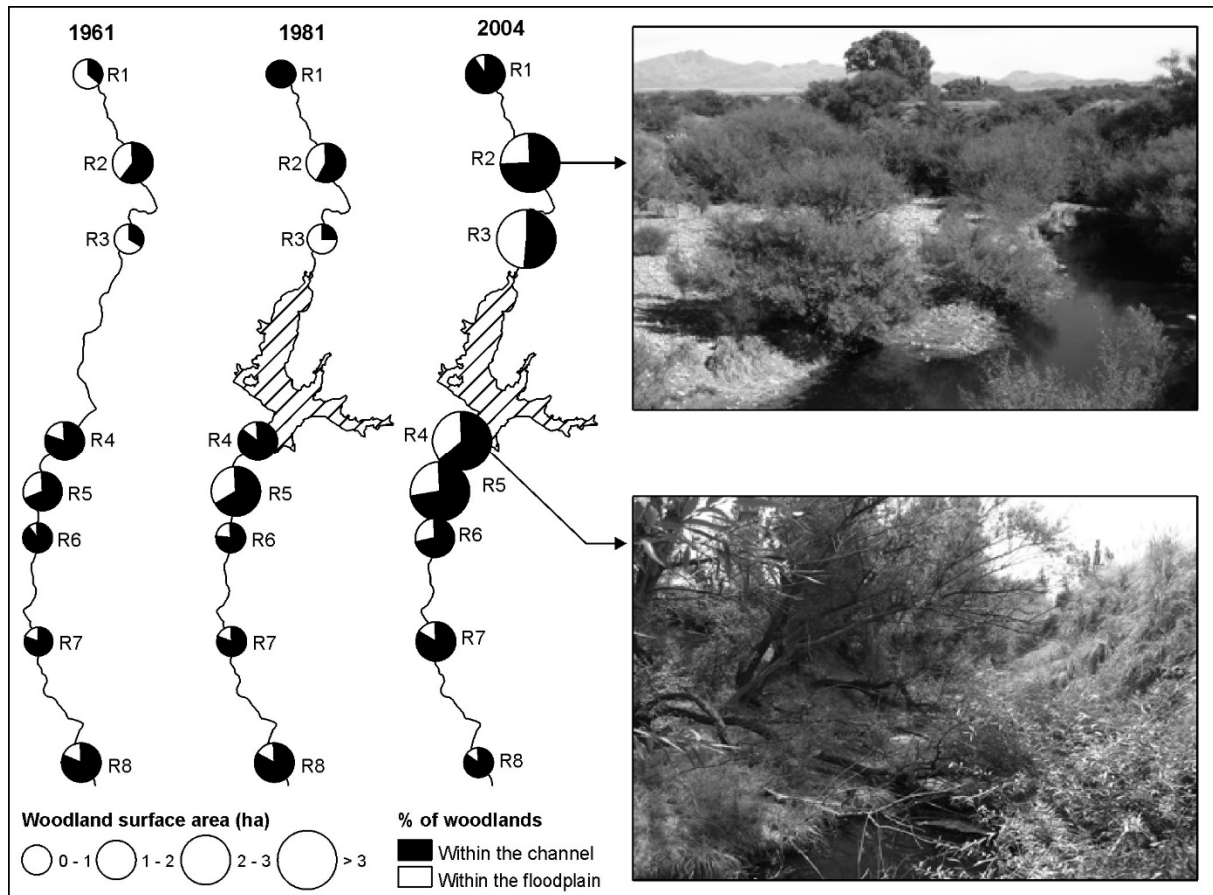 1961
1981
2004
R1
R1
R1
R2
R2
R2
R3
R3
R3
R4
R4
R4
R5
R5
R5
R6
R6
R6
R7
R7
R7
R8
R8
R8
Woodland surface area (ha)
0 - 1
1 - 2
2 - 3
> 3
% of woodlands
Within the channel
Within the floodplain